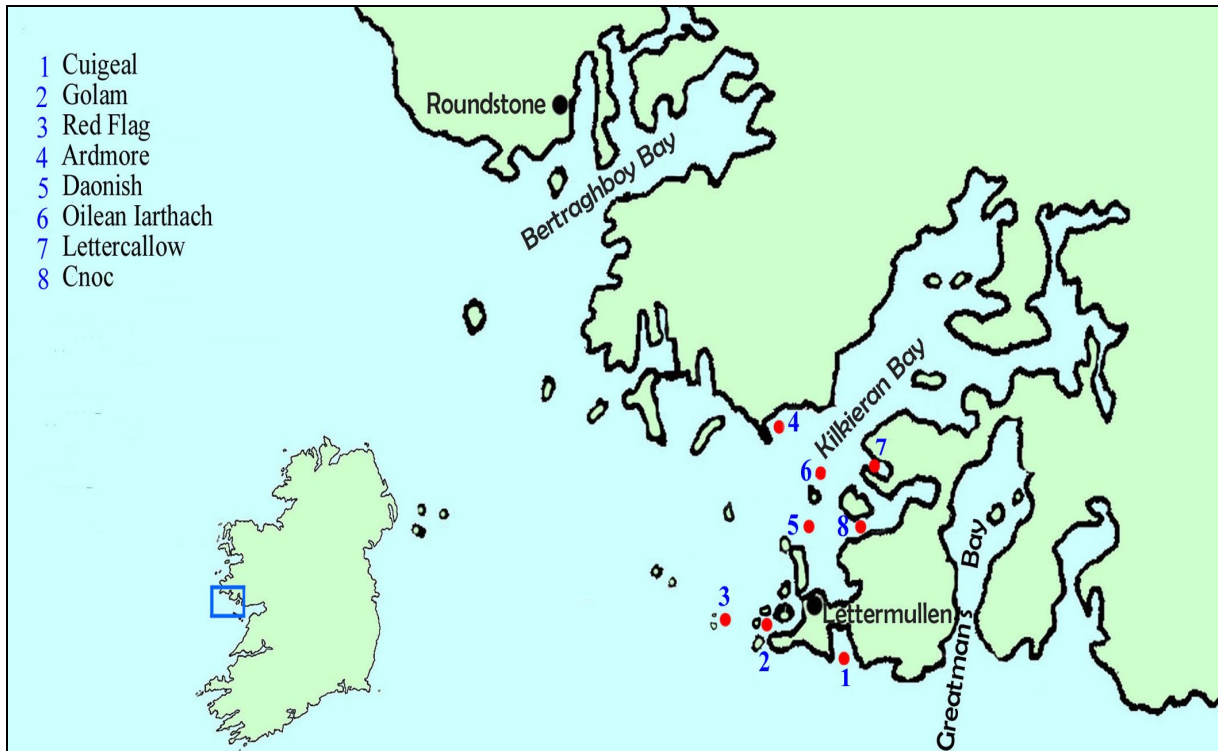 1 Cuigeal
2 Golam
3 Red Flag
4 Ardmore
5 Daonish
6 Oilean Iarthach
7 Lettercallow
8 Cnoc
Roundstone
Bertraghboy Bay
Kilkieran Bay
4
7
6
5
8
3
Lettermullen
2
1
Greatman's Bay